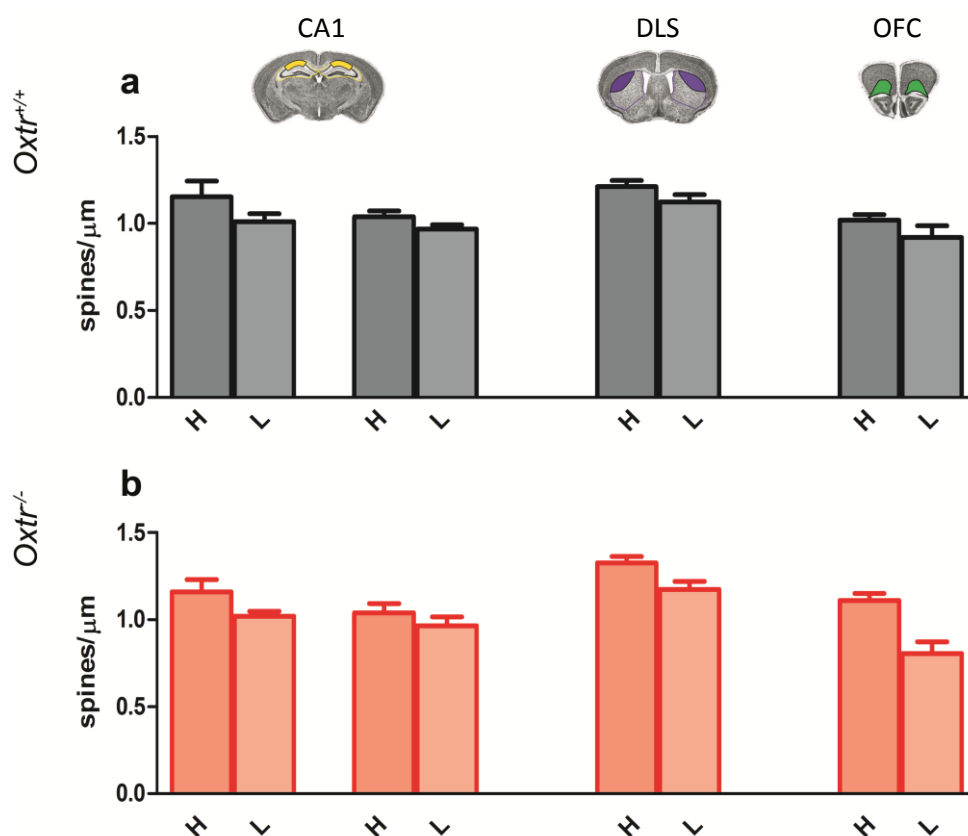 CA1 DLS OFC
a
Oxtr+/+
1.5
1.0
0.5
0.0
spines/μm
H L H L H L H L
b
Oxtr-/-
1.5
1.0
0.5
0.0
spines/μm
H L H L H L H L